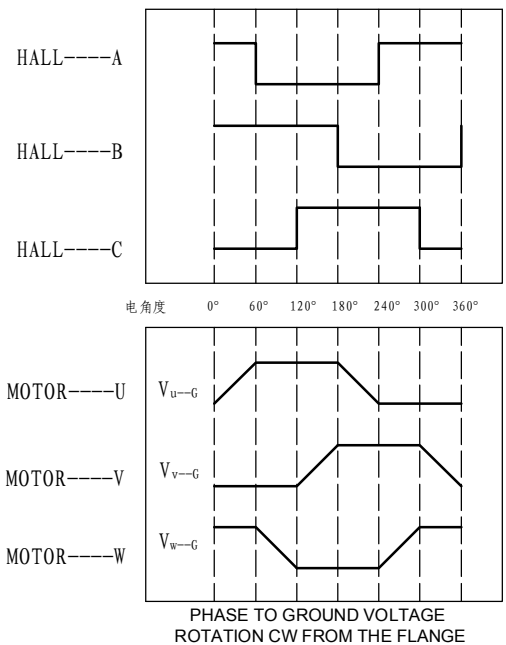 HALL----A
HALL----B
HALL----C
电角度 0° 60° 120° 180° 240° 300° 360°
MOTOR----U Vu--G
MOTOR----V Vv--G
MOTOR----W Vw--G
PHASE TO GROUND VOLTAGE
ROTATION CW FROM THE FLANGE